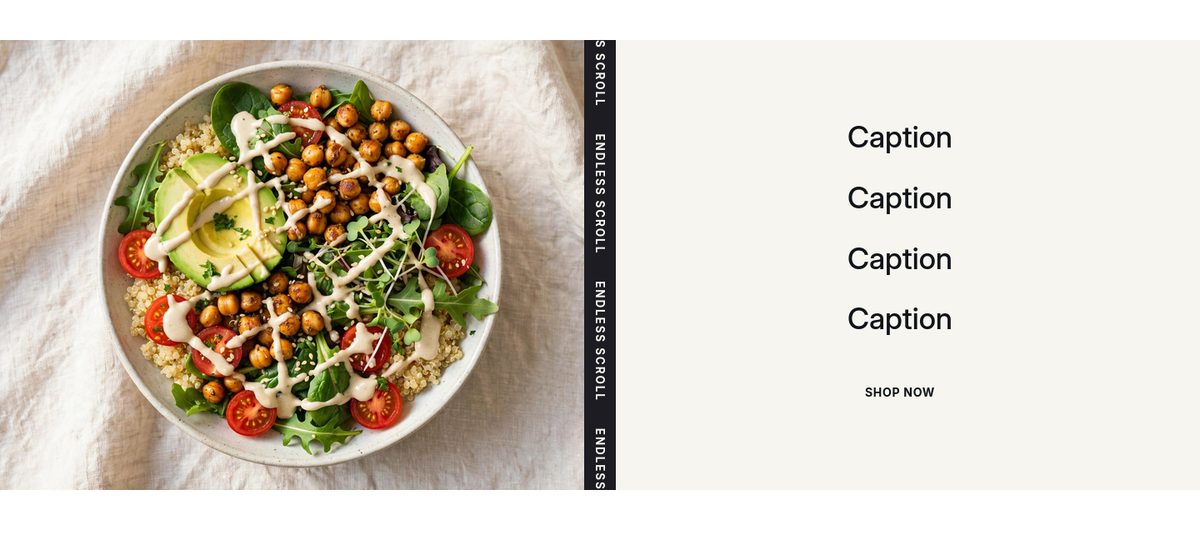 S SCROLL
ENDLESS SCROLL
ENDLESS SCROLL
ENDLESS
Caption
Caption
Caption
Caption
SHOP NOW